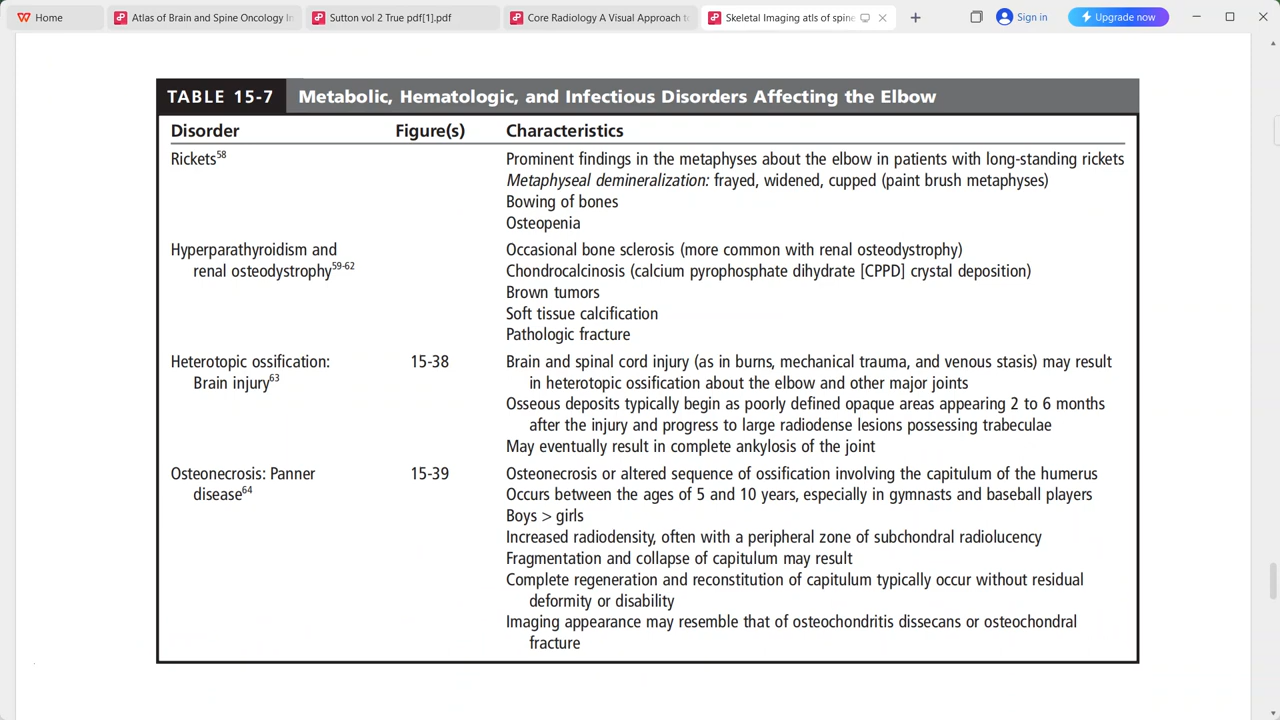 Home
Atlas of Brain and Spine Oncology I
Sutton vol 2 True pdf[1].pdf
Core Radiology A Visual Approach to
Skeletal Imaging atls of spine
Sign in
Upgrade now
TABLE 15-7 Metabolic, Hematologic, and Infectious Disorders Affecting the Elbow
Disorder Figure(s) Characteristics
Rickets58 Prominent findings in the metaphyses about the elbow in patients with long-standing rickets
Metaphyseal demineralization: frayed, widened, cupped (paint brush metaphyses)
Bowing of bones
Osteopenia
Hyperparathyroidism and Occasional bone sclerosis (more common with renal osteodystrophy)
renal osteodystrophy59-62 Chondrocalcinosis (calcium pyrophosphate dihydrate [CPPD] crystal deposition)
Brown tumors
Soft tissue calcification
Pathologic fracture
Heterotopic ossification: 15-38 Brain and spinal cord injury (as in burns, mechanical trauma, and venous stasis) may result
Brain injury63 in heterotopic ossification about the elbow and other major joints
Osseous deposits typically begin as poorly defined opaque areas appearing 2 to 6 months
after the injury and progress to large radiodense lesions possessing trabeculae
May eventually result in complete ankylosis of the joint
Osteonecrosis: Panner 15-39 Osteonecrosis or altered sequence of ossification involving the capitulum of the humerus
disease64 Occurs between the ages of 5 and 10 years, especially in gymnasts and baseball players
Boys > girls
Increased radiodensity, often with a peripheral zone of subchondral radiolucency
Fragmentation and collapse of capitulum may result
Complete regeneration and reconstitution of capitulum typically occur without residual
deformity or disability
Imaging appearance may resemble that of osteochondritis dissecans or osteochondral
fracture